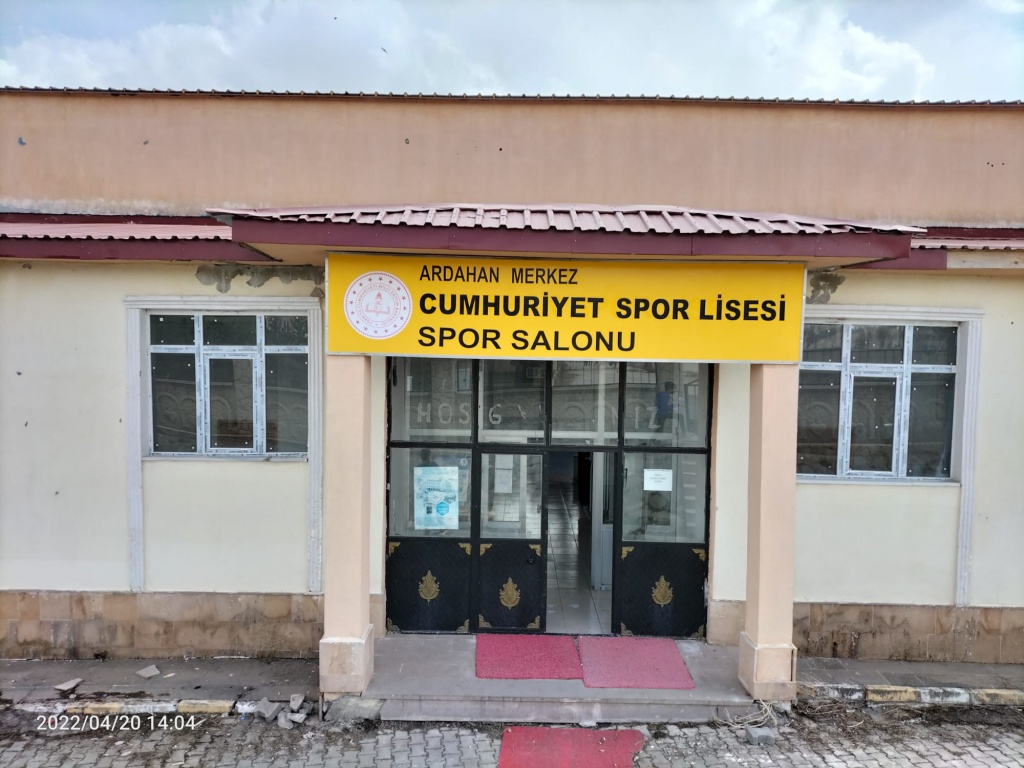 ARDAHAN MERKEZ
CUMHURİYET SPOR LİSESİ
SPOR SALONU
2022/04/20 14:04